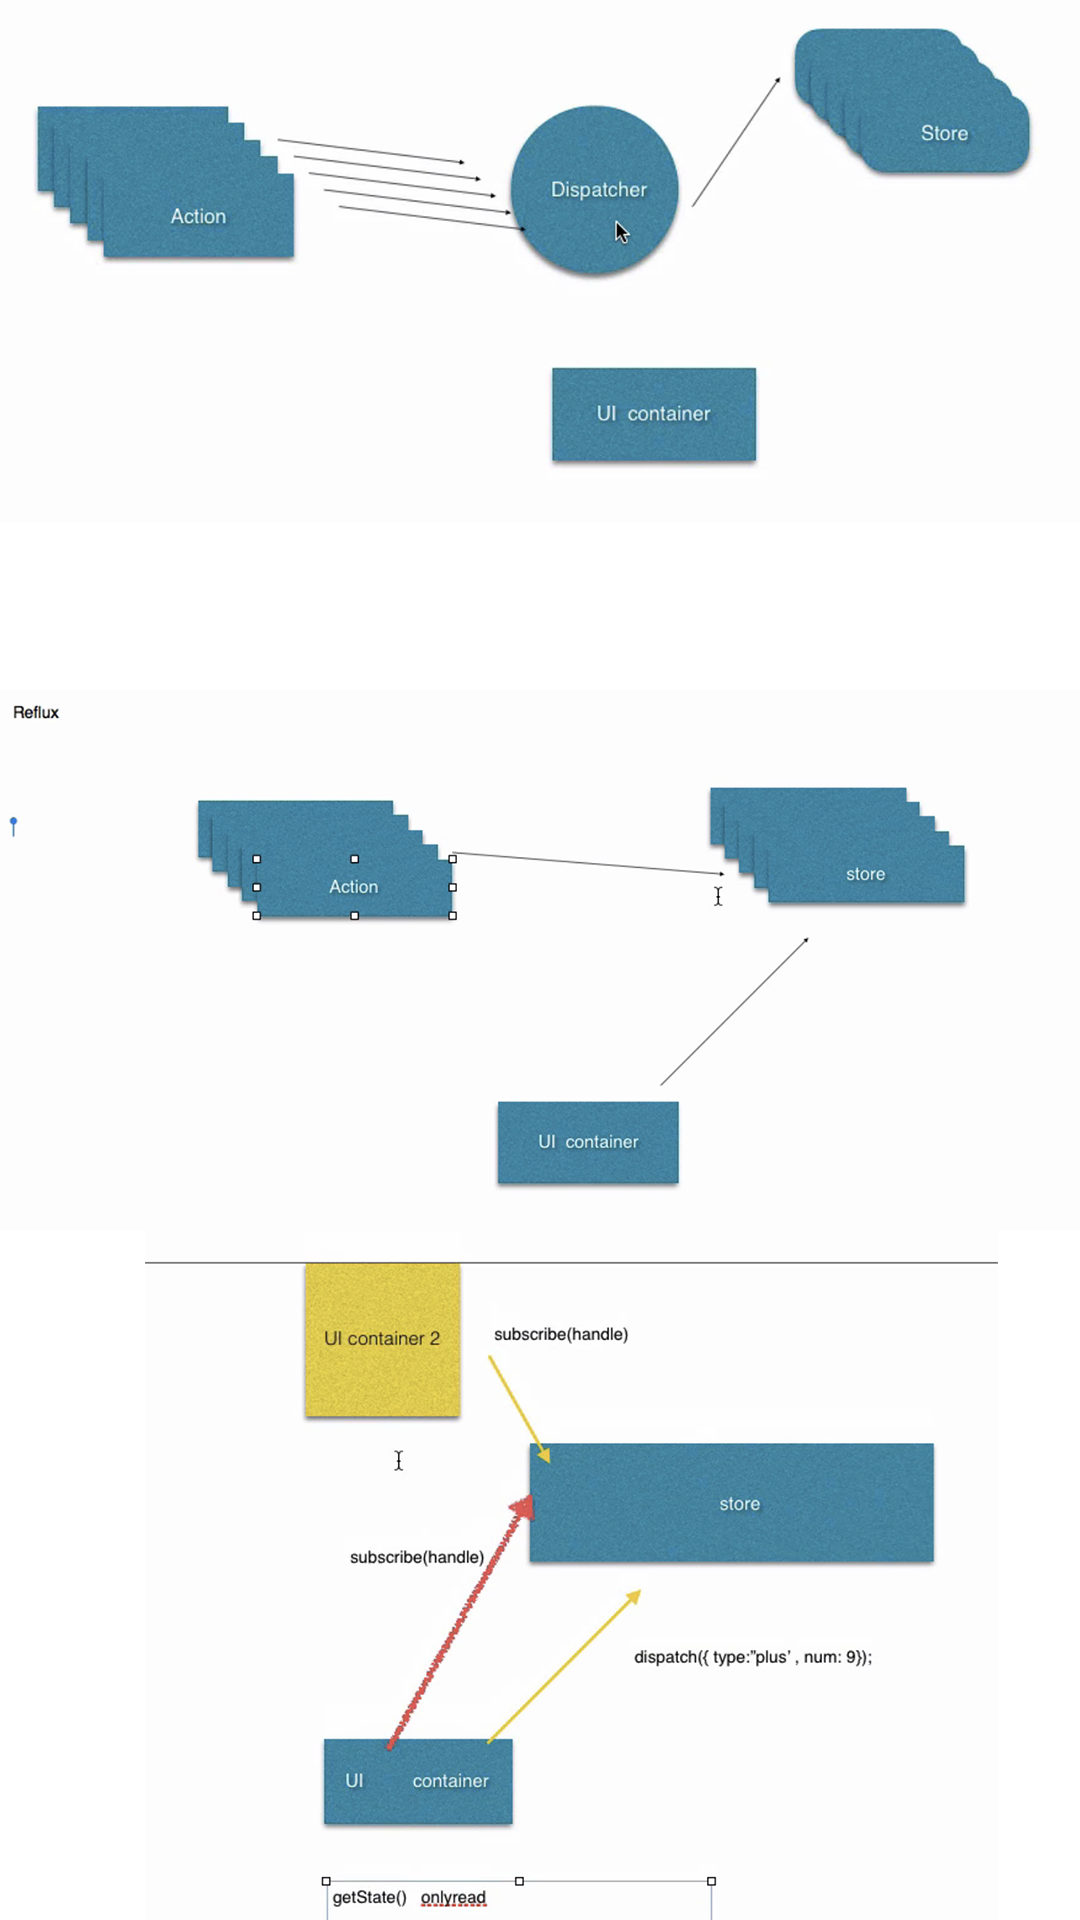 Store
Dispatcher
Action
UI container
Reflux
store
Action
UI container
UI container 2
subscribe(handle)
store
subscribe(handle)
dispatch({ type:”plus’ , num: 9});
UI container
getState() onlyread